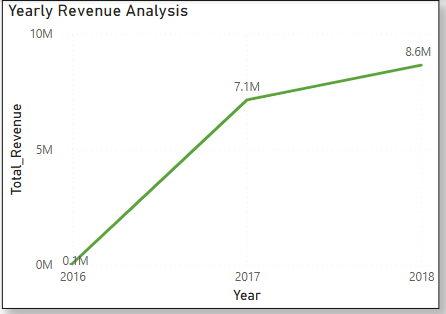 Yearly Revenue Analysis
10M
8.6M
7.1M
5M
Total_Revenue
0M
0.1M
2016
2017
2018
Year